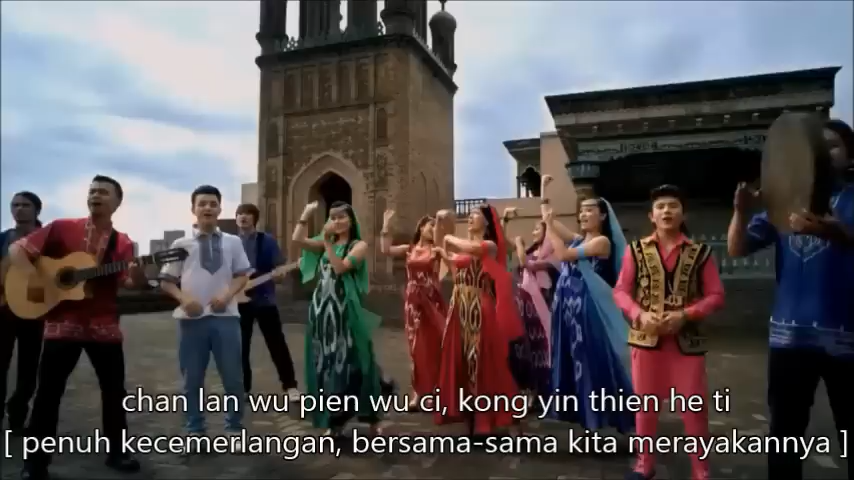 chan lan wu pien wu ci, kong yin thien he ti
[ penuh kecemerlangan, bersama-sama kita merayakannya ]